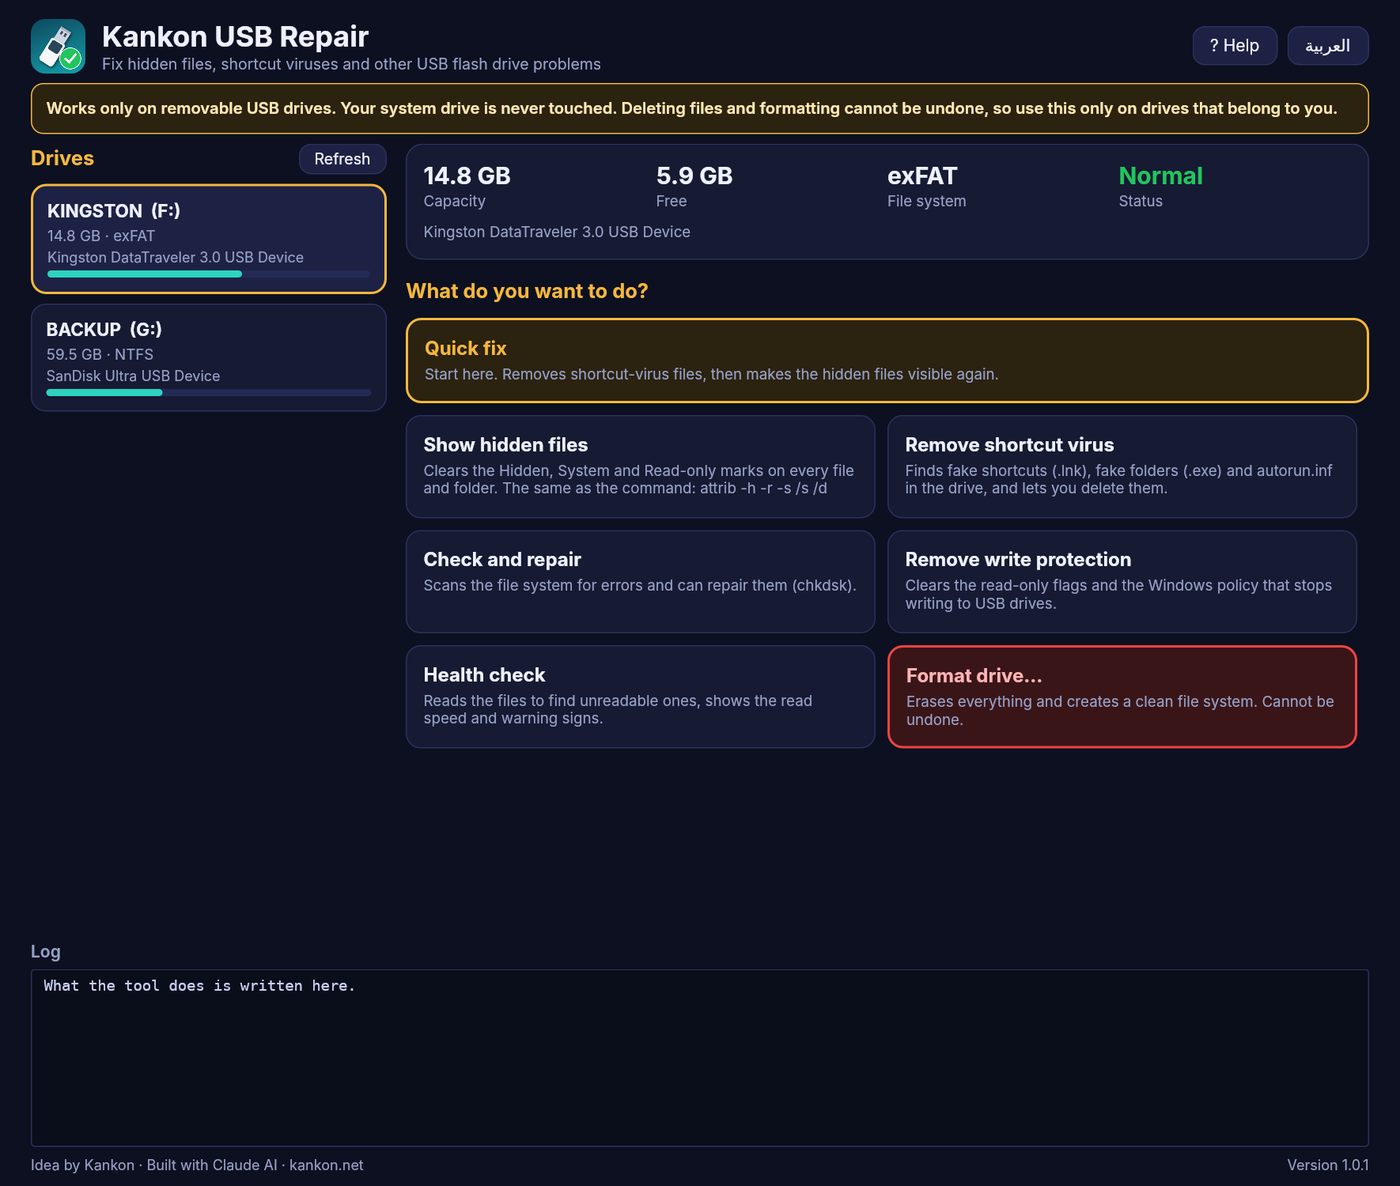 Kankon USB Repair
Fix hidden files, shortcut viruses and other USB flash drive problems
? Help
العربية
Works only on removable USB drives. Your system drive is never touched. Deleting files and formatting cannot be undone, so use this only on drives that belong to you.
Drives
Refresh
KINGSTON (F:)
14.8 GB · exFAT
Kingston DataTraveler 3.0 USB Device
BACKUP (G:)
59.5 GB · NTFS
SanDisk Ultra USB Device
14.8 GB
Capacity
5.9 GB
Free
exFAT
File system
Normal
Status
Kingston DataTraveler 3.0 USB Device
What do you want to do?
Quick fix
Start here. Removes shortcut-virus files, then makes the hidden files visible again.
Show hidden files
Clears the Hidden, System and Read-only marks on every file
and folder. The same as the command: attrib -h -r -s /s /d
Remove shortcut virus
Finds fake shortcuts (.lnk), fake folders (.exe) and autorun.inf
in the drive, and lets you delete them.
Check and repair
Scans the file system for errors and can repair them (chkdsk).
Remove write protection
Clears the read-only flags and the Windows policy that stops
writing to USB drives.
Health check
Reads the files to find unreadable ones, shows the read
speed and warning signs.
Format drive...
Erases everything and creates a clean file system. Cannot be
undone.
Log
What the tool does is written here.
Idea by Kankon · Built with Claude AI · kankon.net
Version 1.0.1